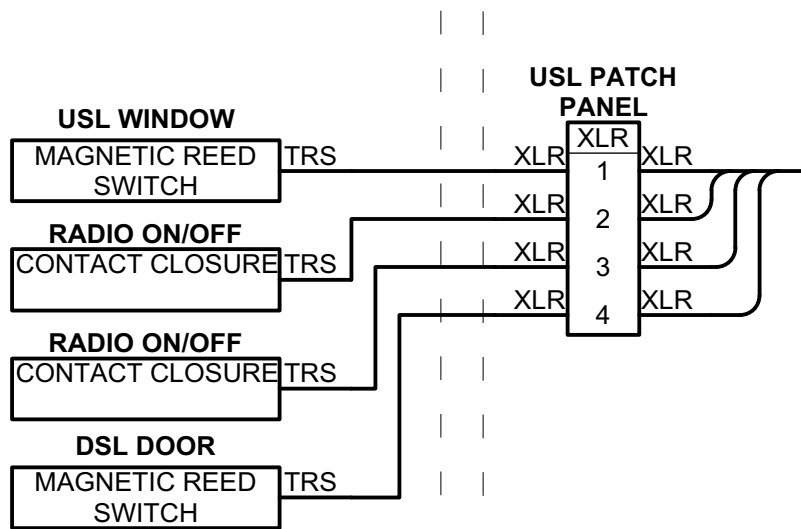 USL PATCH
PANEL
USL WINDOW
MAGNETIC REED
SWITCH
TRS
XLR
XLR
1
XLR
RADIO ON/OFF
CONTACT CLOSURE
TRS
XLR
2
XLR
XLR
3
XLR
RADIO ON/OFF
CONTACT CLOSURE
TRS
XLR
4
XLR
DSL DOOR
MAGNETIC REED
SWITCH
TRS